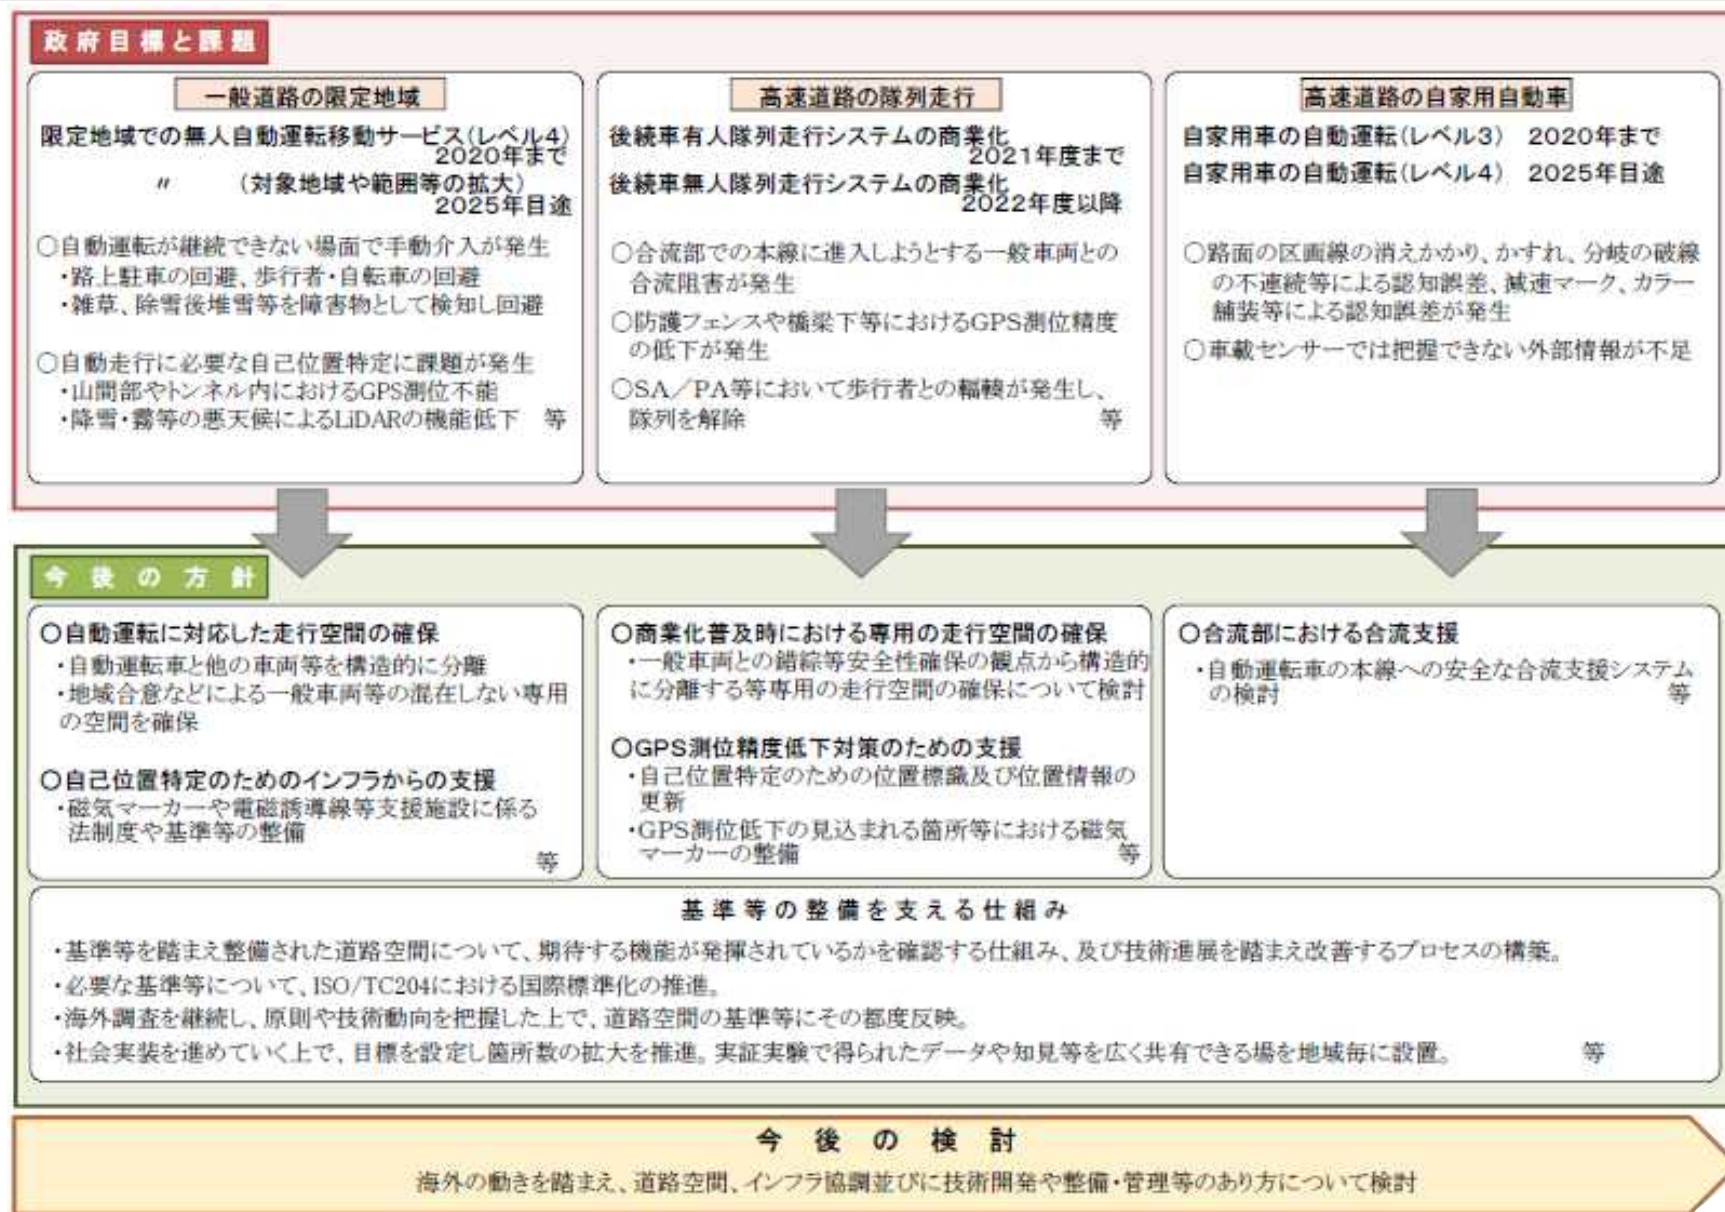 政府目標と課題
一般道路の限定地域
限定地域での無人自動運転移動サービス(レベル4)
2020年まで
〃 (対象地域や範囲等の拡大)
2025年目途
○自動運転が継続できない場面で手動介入が発生
・路上駐車の回避、歩行者・自転車の回避
・雑草、除雪後堆雪等を障害物として検知し回避
○自動走行に必要な自己位置特定に課題が発生
・山間部やトンネル内におけるGPS測位不能
・降雪・霧等の悪天候によるLiDARの機能低下 等
高速道路の隊列走行
後続車有人隊列走行システムの商業化
2021年度まで
後続車無人隊列走行システムの商業化
2022年度以降
○合流部での本線に進入しようとする一般車両との
合流阻害が発生
○防護フェンスや橋梁下等におけるGPS測位精度
の低下が発生
○SA/PA等において歩行者との輻輳が発生し、
隊列を解除 等
高速道路の自家用自動車
自家用車の自動運転(レベル3) 2020年まで
自家用車の自動運転(レベル4) 2025年目途
○路面の区画線の消えかかり、かすれ、分岐の破線
の不連続等による認知誤差、減速マーク、カラー
舗装等による認知誤差が発生
○車載センサーでは把握できない外部情報が不足
今後の方針
○自動運転に対応した走行空間の確保
・自動運転車と他の車両等を構造的に分離
・地域合意などによる一般車両等の混在しない専用
の空間を確保
○自己位置特定のためのインフラからの支援
・磁気マーカーや電磁誘導線等支援施設に係る
法制度や基準等の整備
等
○商業化普及時における専用の走行空間の確保
・一般車両との錯綜等安全性確保の観点から構造的
に分離する等専用の走行空間の確保について検討
○GPS測位精度低下対策のための支援
・自己位置特定のための位置標識及び位置情報の
更新
・GPS測位低下の見込まれる箇所等における磁気
マーカーの整備 等
○合流部における合流支援
・自動運転車の本線への安全な合流支援システム
の検討 等
基準等の整備を支える仕組み
・基準等を踏まえ整備された道路空間について、期待する機能が発揮されているかを確認する仕組み、及び技術進展を踏まえ改善するプロセスの構築。
・必要な基準等について、ISO/TC204における国際標準化の推進。
・海外調査を継続し、原則や技術動向を把握した上で、道路空間の基準等にその都度反映。
・社会実装を進めていく上で、目標を設定し箇所数の拡大を推進。実証実験で得られたデータや知見等を広く共有できる場を地域毎に設置。 等
今後の検討
海外の動きを踏まえ、道路空間、インフラ協調並びに技術開発や整備・管理等のあり方について検討